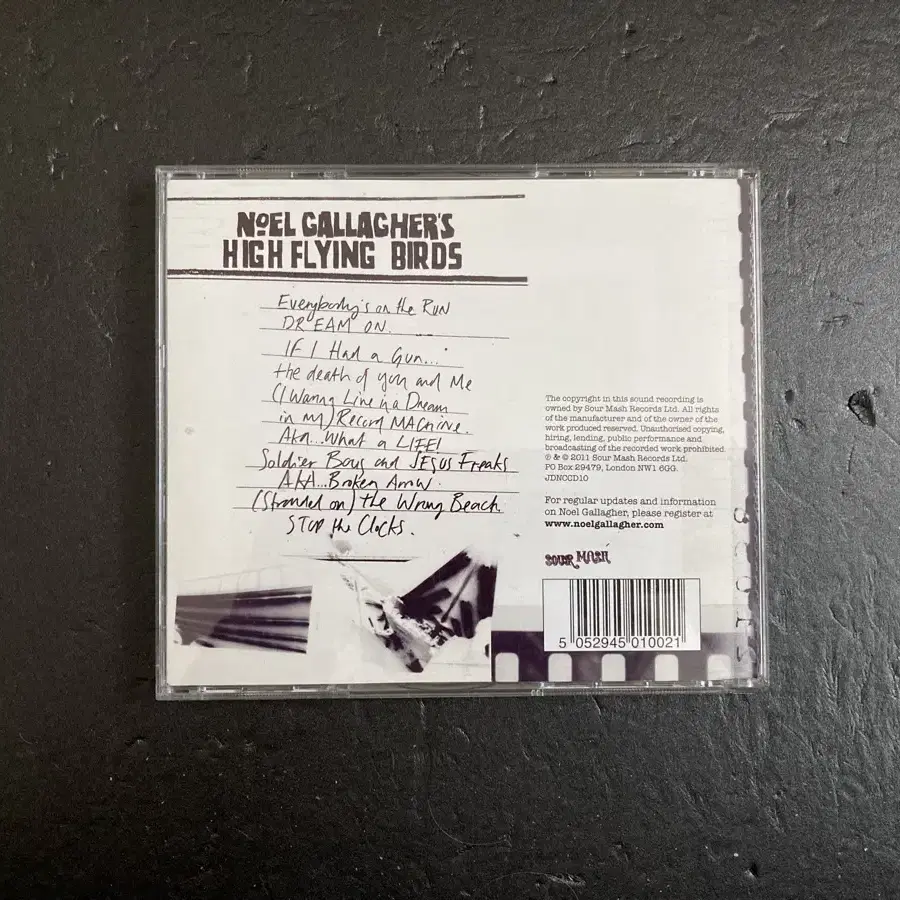 NOEL GALLAGHER'S
HIGH FLYING BIRDS
Everybody's on the RUN
DREAM ON.
IF I Had a Gun...
the death of you and Me
(I Wanna Live in a Dream
in my) Record MACHINE.
AKA...What a LIFE!
Soldier Boys and JESUS Freaks
AKA...Broken Arrow.
(Stranded on) the Wrong Beach
STOP the Clocks.
The copyright in this sound recording is
owned by Sour Mash Records Ltd. All rights
of the manufacturer and of the owner of the
work produced reserved. Unauthorised copying,
hiring, lending, public performance and
broadcasting of the recorded work prohibited.
℗ & © 2011 Sour Mash Records Ltd.
PO Box 29479, London NW1 6GG.
JDNCCD10
For regular updates and information
on Noel Gallagher, please register at
www.noelgallagher.com
SOUR MASH
5 052945 010021